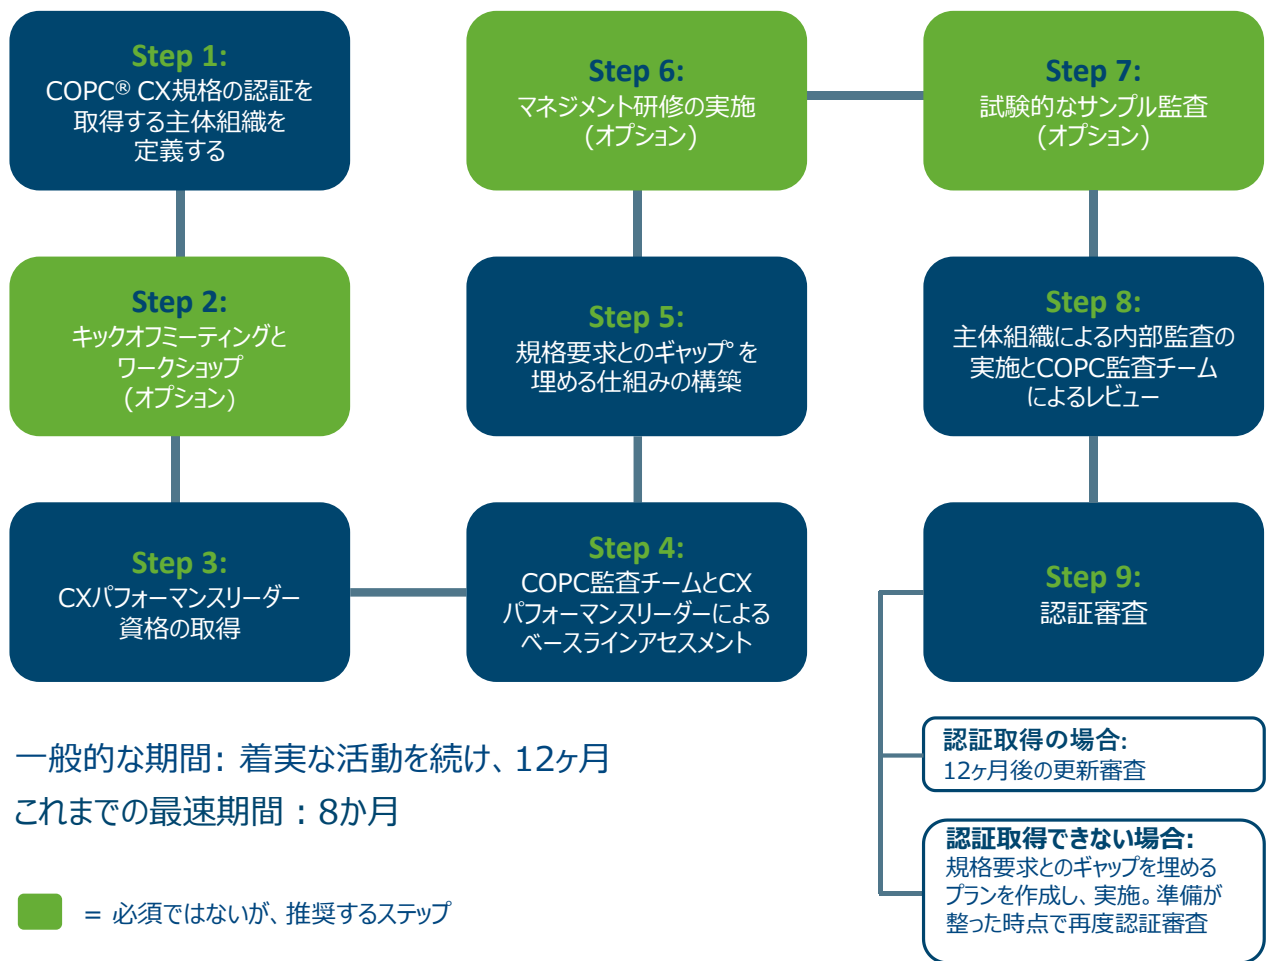 Step 1:
COPC® CX規格の認証を
取得する主体組織を
定義する
Step 2:
キックオフミーティングと
ワークショップ
(オプション)
Step 3:
CXパフォーマンスリーダー
資格の取得
Step 4:
COPC監査チームとCX
パフォーマンスリーダーによる
ベースラインアセスメント
Step 5:
規格要求とのギャップを
埋める仕組みの構築
Step 6:
マネジメント研修の実施
(オプション)
Step 7:
試験的なサンプル監査
(オプション)
Step 8:
主体組織による内部監査の
実施とCOPC監査チーム
によるレビュー
Step 9:
認証審査
認証取得の場合:
12ヶ月後の更新審査
認証取得できない場合:
規格要求とのギャップを埋める
プランを作成し、実施。準備が
整った時点で再度認証審査
一般的な期間: 着実な活動を続け、12ヶ月
これまでの最速期間：8か月
= 必須ではないが、推奨するステップ